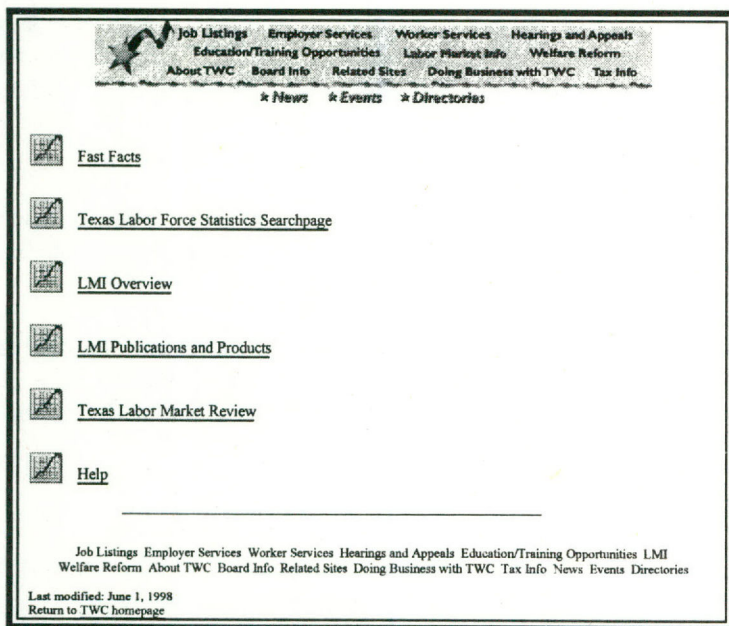 Job Listings Employer Services Worker Services Hearings and Appeals
Education/Training Opportunities Labor Market Info Welfare Reform
About TWC Board Info Related Sites Doing Business with TWC Tax Info
* News * Events * Directories
Fast Facts
Texas Labor Force Statistics Searchpage
LMI Overview
LMI Publications and Products
Texas Labor Market Review
Help
Job Listings Employer Services Worker Services Hearings and Appeals Education/Training Opportunities LMI
Welfare Reform About TWC Board Info Related Sites Doing Business with TWC Tax Info News Events Directories
Last modified: June 1, 1998
Return to TWC homepage